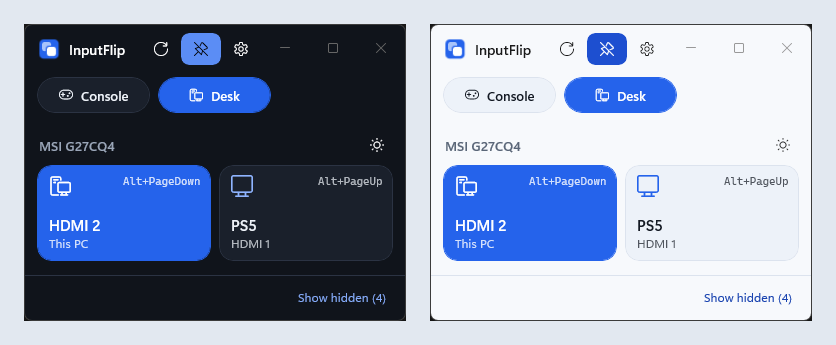 InputFlip
Console
Desk
MSI G27CQ4
Alt+PageDown
HDMI 2
This PC
Alt+PageUp
PS5
HDMI 1
Show hidden (4)
InputFlip
Console
Desk
MSI G27CQ4
Alt+PageDown
HDMI 2
This PC
Alt+PageUp
PS5
HDMI 1
Show hidden (4)